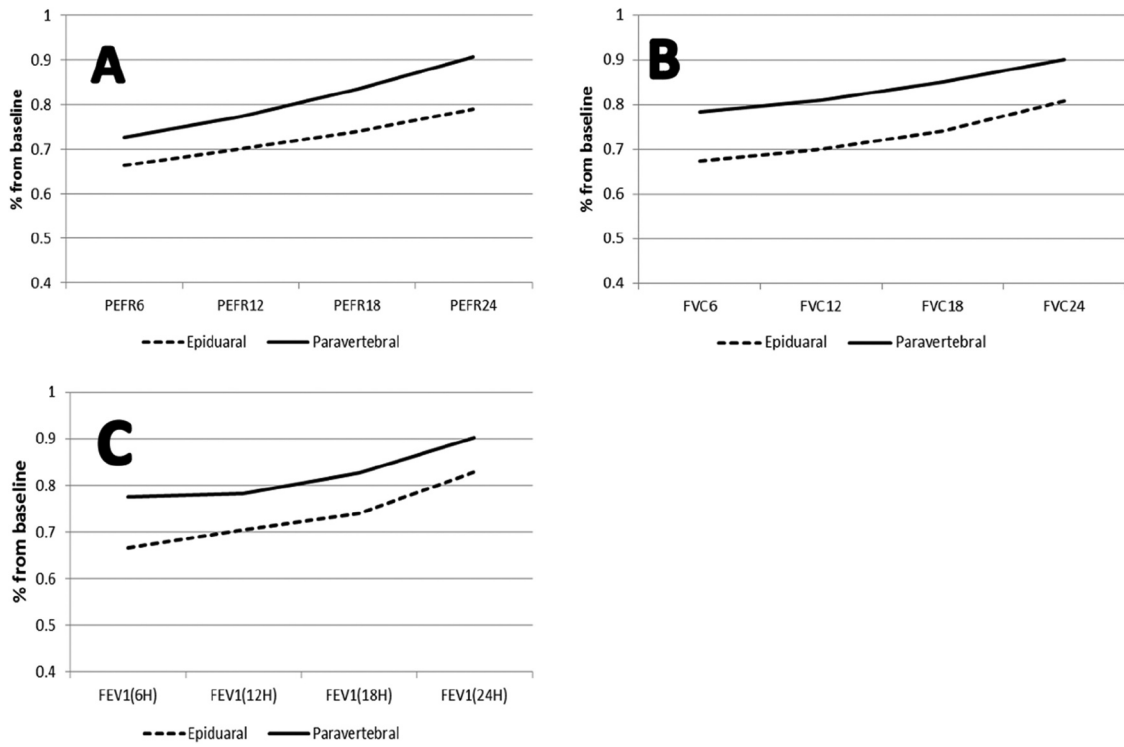 A
% from baseline
1
0.9
0.8
0.7
0.6
0.5
0.4
PEFR6 PEFR12 PEFR18 PEFR24
Epiduaral Paravertebral
B
% from baseline
1
0.9
0.8
0.7
0.6
0.5
0.4
FVC6 FVC12 FVC18 FVC24
Epiduaral Paravertebral
C
% from baseline
1
0.9
0.8
0.7
0.6
0.5
0.4
FEV1(6H) FEV1(12H) FEV1(18H) FEV1(24H)
Epiduaral Paravertebral